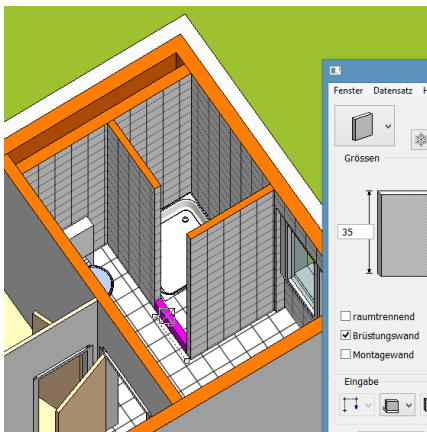 Fenster Datensatz H
Grössen
35
raumtrennend
Brüstungswand
Montagewand
Eingabe